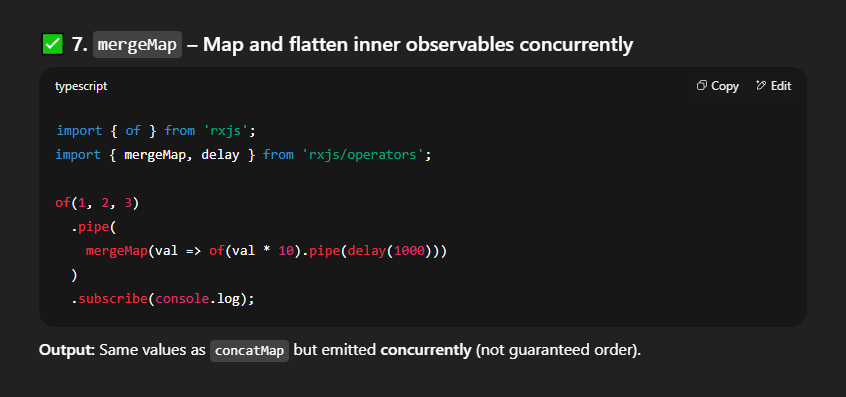 ✅ 7. mergeMap – Map and flatten inner observables concurrently
typescript
Copy Edit
import { of } from 'rxjs';
import { mergeMap, delay } from 'rxjs/operators';
of(1, 2, 3)
  .pipe(
    mergeMap(val => of(val * 10).pipe(delay(1000)))
  )
  .subscribe(console.log);
Output: Same values as concatMap but emitted concurrently (not guaranteed order).